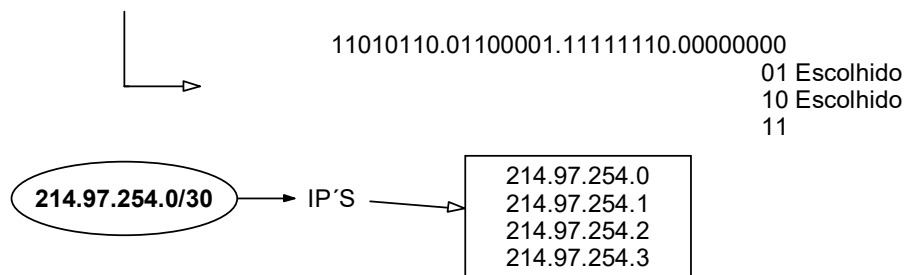 11010110.01100001.11111110.00000000
01 Escolhido
10 Escolhido
11
214.97.254.0/30
IP´S
214.97.254.0
214.97.254.1
214.97.254.2
214.97.254.3